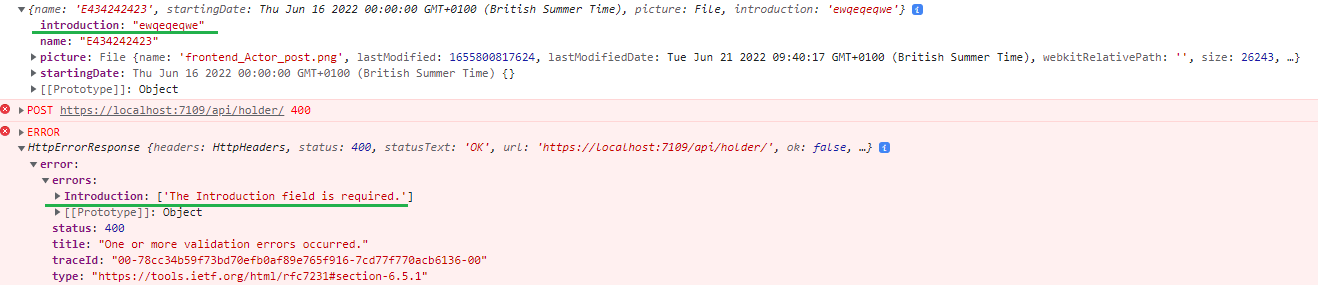 {name: 'E434242423', startingDate: Thu Jun 16 2022 00:00:00 GMT+0100 (British Summer Time), picture: File, introduction: 'ewqeqeqwe'} i
introduction: "ewqeqeqwe"
name: "E434242423"
picture: File {name: 'frontend_Actor_post.png', lastModified: 1655800817624, lastModifiedDate: Tue Jun 21 2022 09:40:17 GMT+0100 (British Summer Time), webkitRelativePath: '', size: 26243, …}
startingDate: Thu Jun 16 2022 00:00:00 GMT+0100 (British Summer Time) {}
[[Prototype]]: Object
POST https://localhost:7109/api/holder/ 400
ERROR
HttpErrorResponse {headers: HttpHeaders, status: 400, statusText: 'OK', url: 'https://localhost:7109/api/holder/', ok: false, …} i
error:
errors:
Introduction: ['The Introduction field is required.']
[[Prototype]]: Object
status: 400
title: "One or more validation errors occurred."
traceId: "00-78cc34b59f73bd70efb0af89e765f916-7cd77f770acb6136-00"
type: "https://tools.ietf.org/html/rfc7231#section-6.5.1"